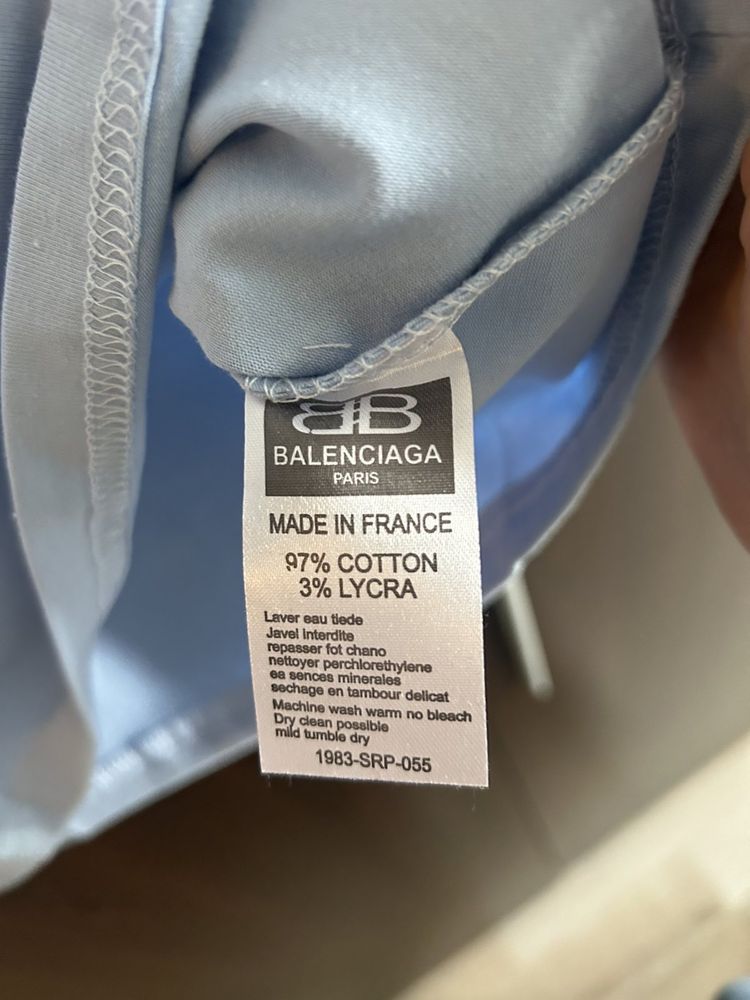 BB
BALENCIAGA
PARIS
MADE IN FRANCE
97% COTTON
3% LYCRA
Laver eau tiede
Javel interdite
repasser fot chano
nettoyer perchlorethylene
ea sences minerales
sechage en tambour delicat
Machine wash warm no bleach
Dry clean possible
mild tumble dry
1983-SRP-055